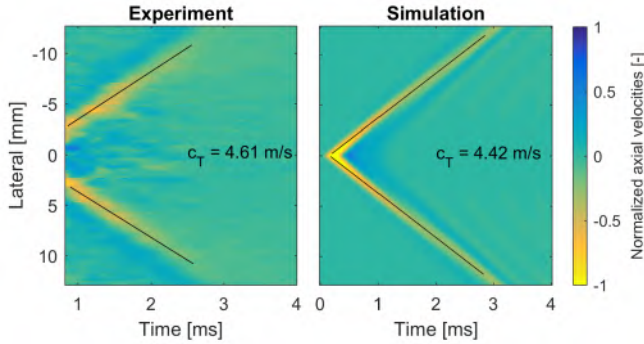 Experiment
Simulation
Lateral [mm]
-10
-5
0
5
10
c_T = 4.61 m/s
c_T = 4.42 m/s
1
2
3
4
Time [ms]
0
1
2
3
4
Time [ms]
1
0.5
0
-0.5
-1
Normalized axial velocities [-]